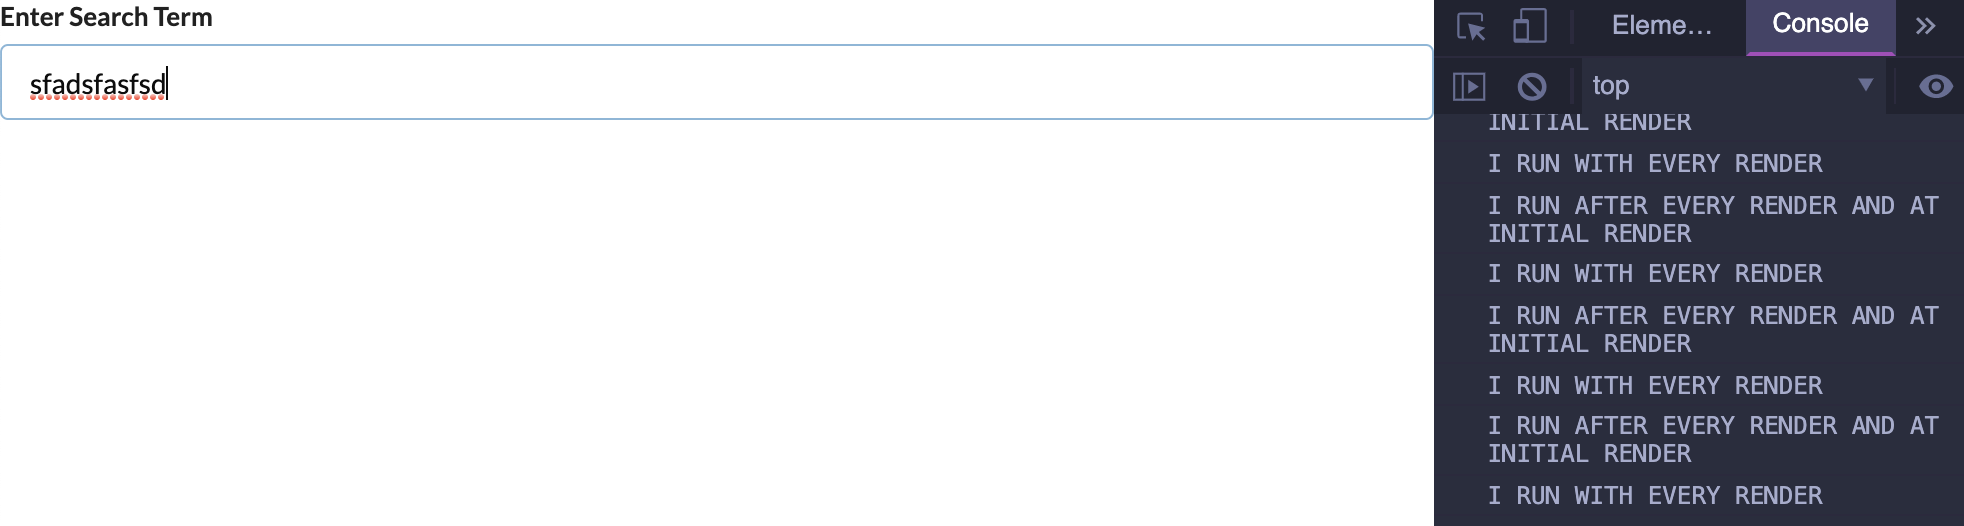 Enter Search Term
sfadsfasfsd
Eleme…
Console
top
INITIAL RENDER
I RUN WITH EVERY RENDER
I RUN AFTER EVERY RENDER AND AT
INITIAL RENDER
I RUN WITH EVERY RENDER
I RUN AFTER EVERY RENDER AND AT
INITIAL RENDER
I RUN WITH EVERY RENDER
I RUN AFTER EVERY RENDER AND AT
INITIAL RENDER
I RUN WITH EVERY RENDER